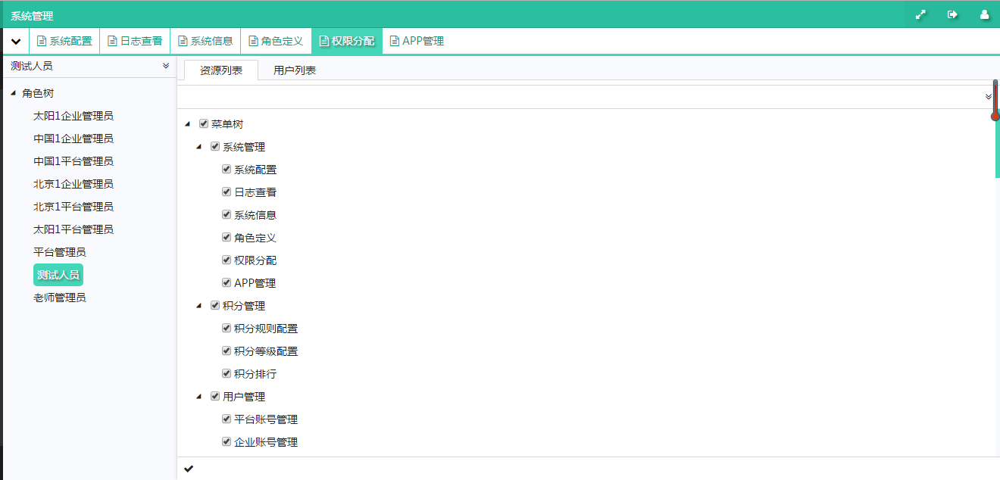 系统管理
系统配置 日志查看 系统信息 角色定义 权限分配 APP管理
测试人员
资源列表 用户列表
角色树
太阳1企业管理员
中国1企业管理员
中国1平台管理员
北京1企业管理员
北京1平台管理员
太阳1平台管理员
平台管理员
测试人员
老师管理员
菜单树
系统管理
系统配置
日志查看
系统信息
角色定义
权限分配
APP管理
积分管理
积分规则配置
积分等级配置
积分排行
用户管理
平台账号管理
企业账号管理